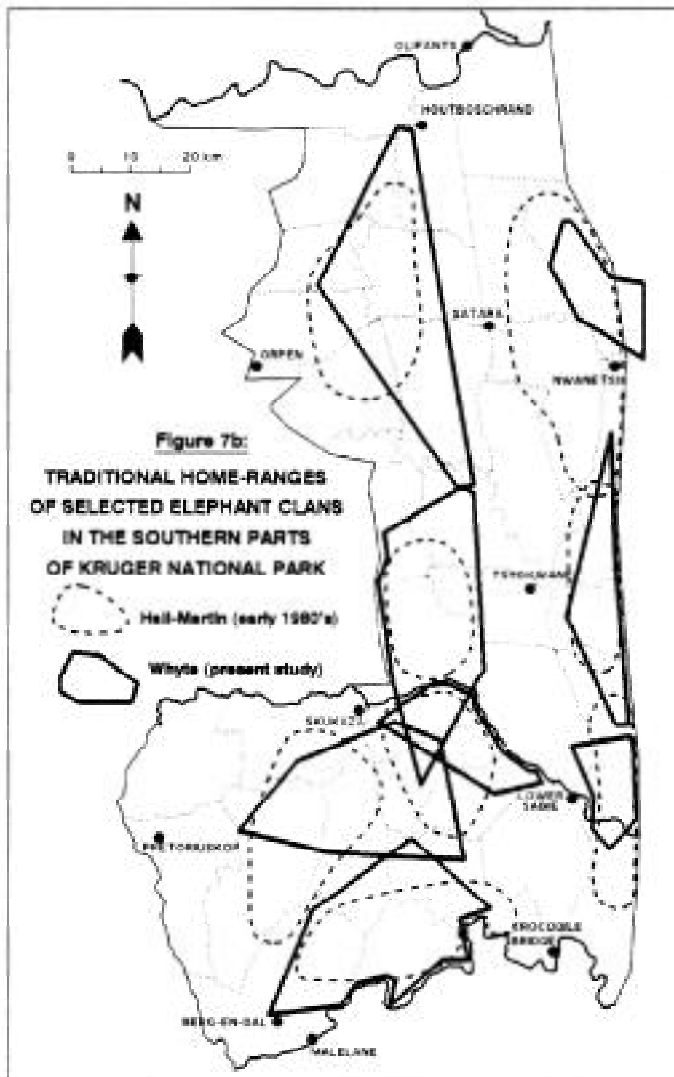 OLIFANTS
HOUTBOSCHRAND
0 10 20 km
N
SATARA
ORPEN
NWANETSI
Figure 7b:
TRADITIONAL HOME-RANGES
OF SELECTED ELEPHANT CLANS
IN THE SOUTHERN PARTS
OF KRUGER NATIONAL PARK
TSHOKWANE
Hall-Martin (early 1980's)
Whyte (present study)
SKUKUZA
LOWER
SABIE
PRETORIUSKOP
CROCODILE
BRIDGE
BERG-EN-DAL
MALELANE